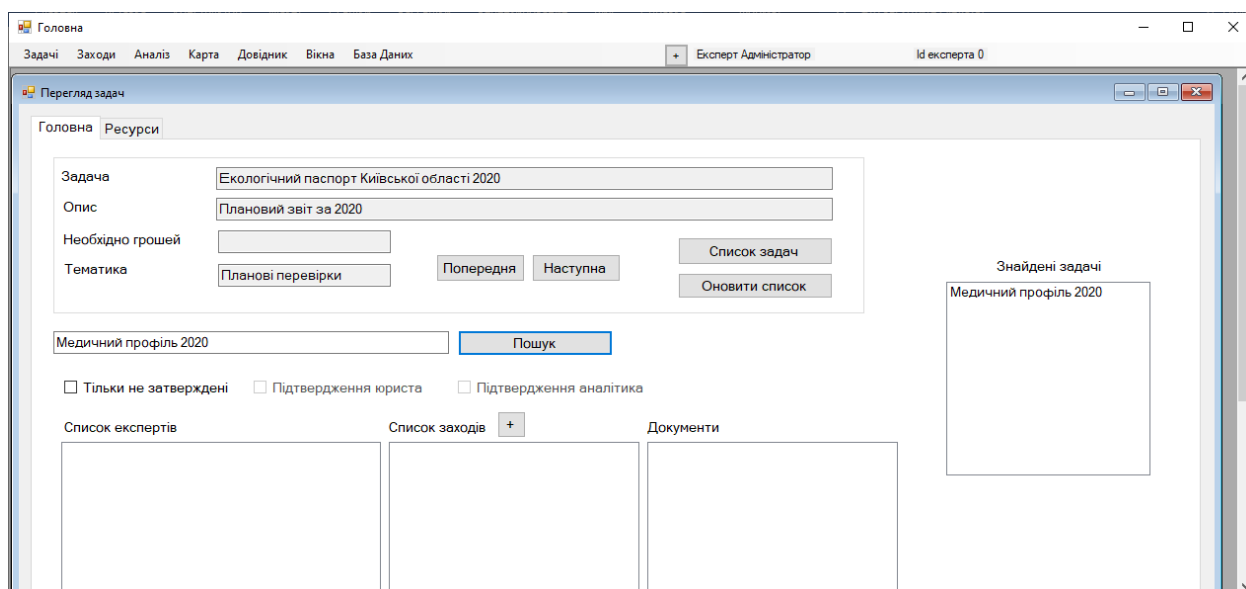 Головна
Задачі Заходи Аналіз Карта Довідник Вікна База Даних + Експерт Адміністратор Id експерта 0
Перегляд задач
Головна Ресурси
Задача Екологічний паспорт Київської області 2020
Опис Плановий звіт за 2020
Необхідно грошей
Тематика Планові перевірки
Попередня Наступна
Список задач
Оновити список
Знайдені задачі
Медичний профіль 2020
Медичний профіль 2020 Пошук
Тільки не затверждені Підтвердження юриста Підтвердження аналітика
Список експертів Список заходів + Документи